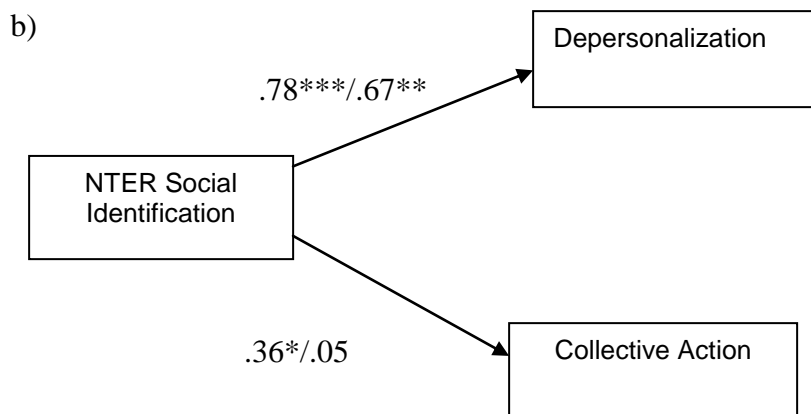 b)
Depersonalization
.78***/.67**
NTER Social
Identification
.36*/.05
Collective Action